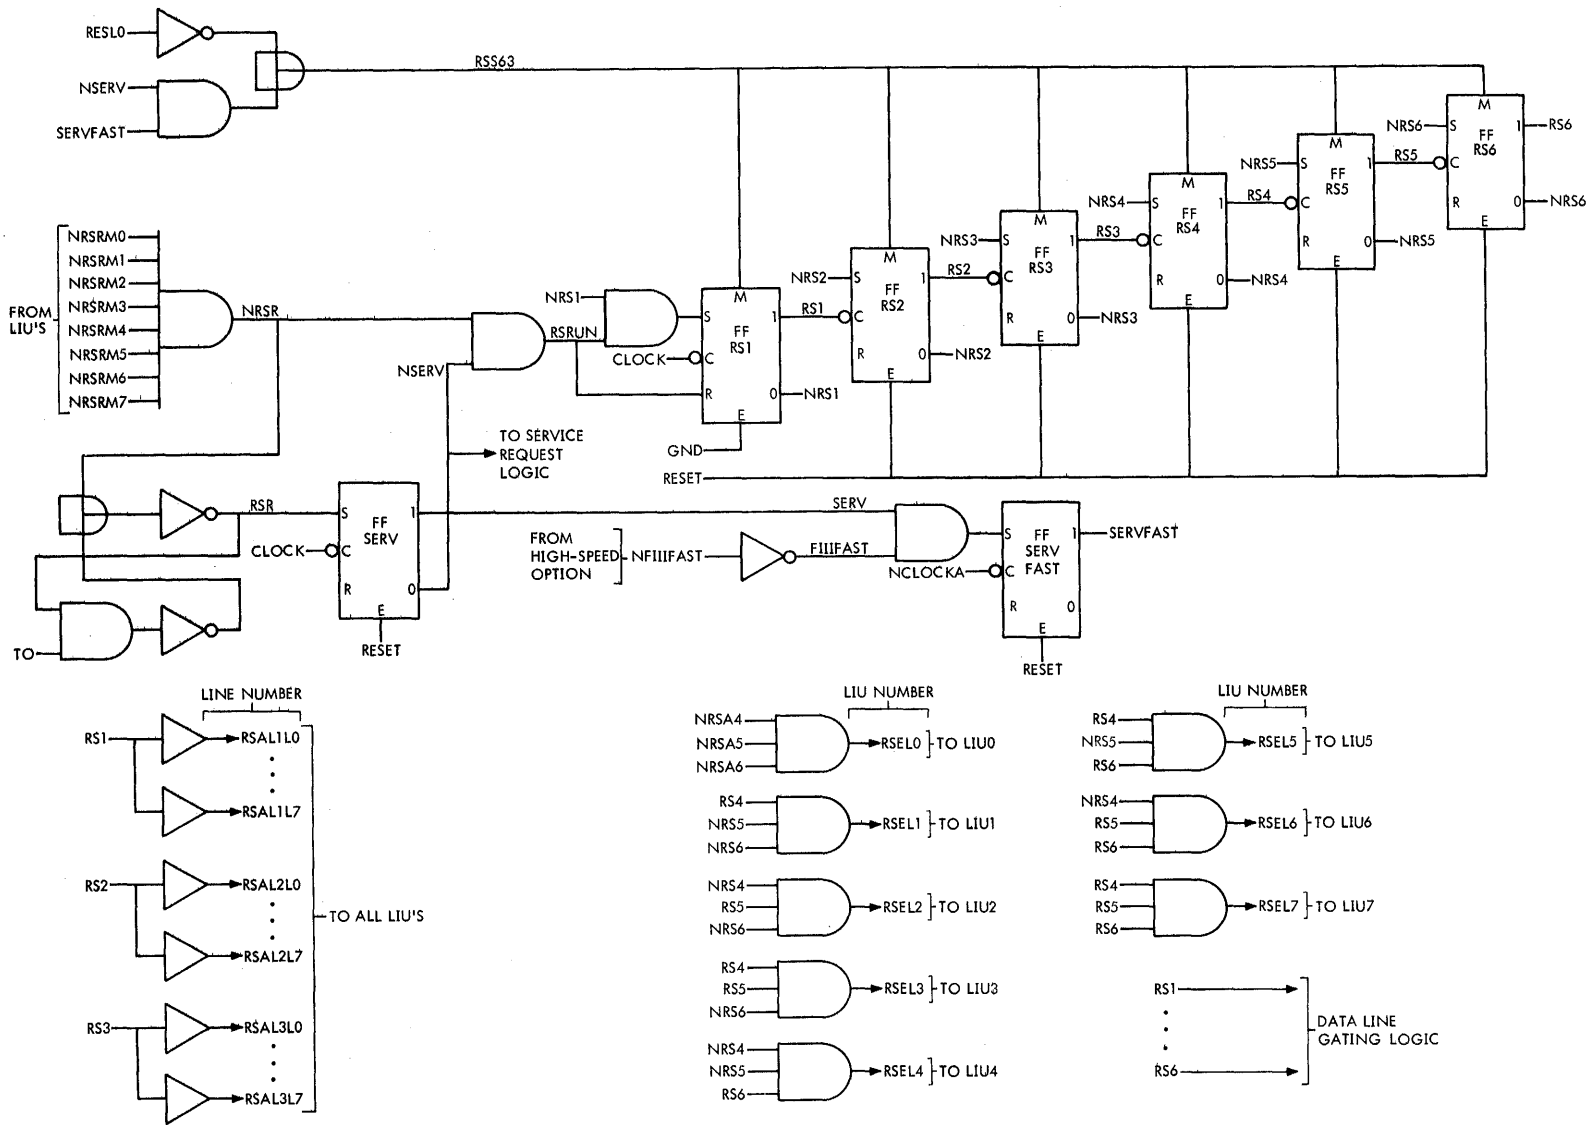 RESL0
NSERV
SERVFAST
RSS63
M
S FF 1
RS1
CLOCK C
R 0
E
GND
NRS1
RS1
NRS2
M
S FF 1
RS2
C
R 0
E
NRS2
RS2
NRS3
M
S FF 1
RS3
C
R 0
E
NRS3
RS3
NRS4
M
S FF 1
RS4
C
R 0
E
NRS4
RS4
NRS5
M
S FF 1
RS5
C
R 0
E
NRS5
RS5
NRS6
M
S FF 1
RS6
C
R 0
E
RS6
NRS6
RESET
FROM
LIU'S
NRSRM0
NRSRM1
NRSRM2
NRSRM3
NRSRM4
NRSRM5
NRSRM6
NRSRM7
NRSR
NSERV
RSRUN
NRS1
TO SERVICE
REQUEST
LOGIC
RSR
CLOCK
S FF 1
SERV
C
R 0
E
RESET
TO
SERV
FROM
HIGH-SPEED
OPTION
NFIIIFAST
FIIIFAST
NCLOCKA
S FF 1
SERV
FAST
C
R 0
E
RESET
SERVFAST
LINE NUMBER
RS1
RSAL1L0
RSAL1L7
RS2
RSAL2L0
RSAL2L7
RS3
RSAL3L0
RSAL3L7
TO ALL LIU'S
LIU NUMBER
NRSA4
NRSA5
NRSA6
RSEL0
TO LIU0
RS4
NRS5
NRS6
RSEL1
TO LIU1
NRS4
RS5
NRS6
RSEL2
TO LIU2
RS4
RS5
NRS6
RSEL3
TO LIU3
NRS4
NRS5
RS6
RSEL4
TO LIU4
LIU NUMBER
RS4
NRS5
RS6
RSEL5
TO LIU5
NRS4
RS5
RS6
RSEL6
TO LIU6
RS4
RS5
RS6
RSEL7
TO LIU7
RS1
RS6
DATA LINE
GATING LOGIC